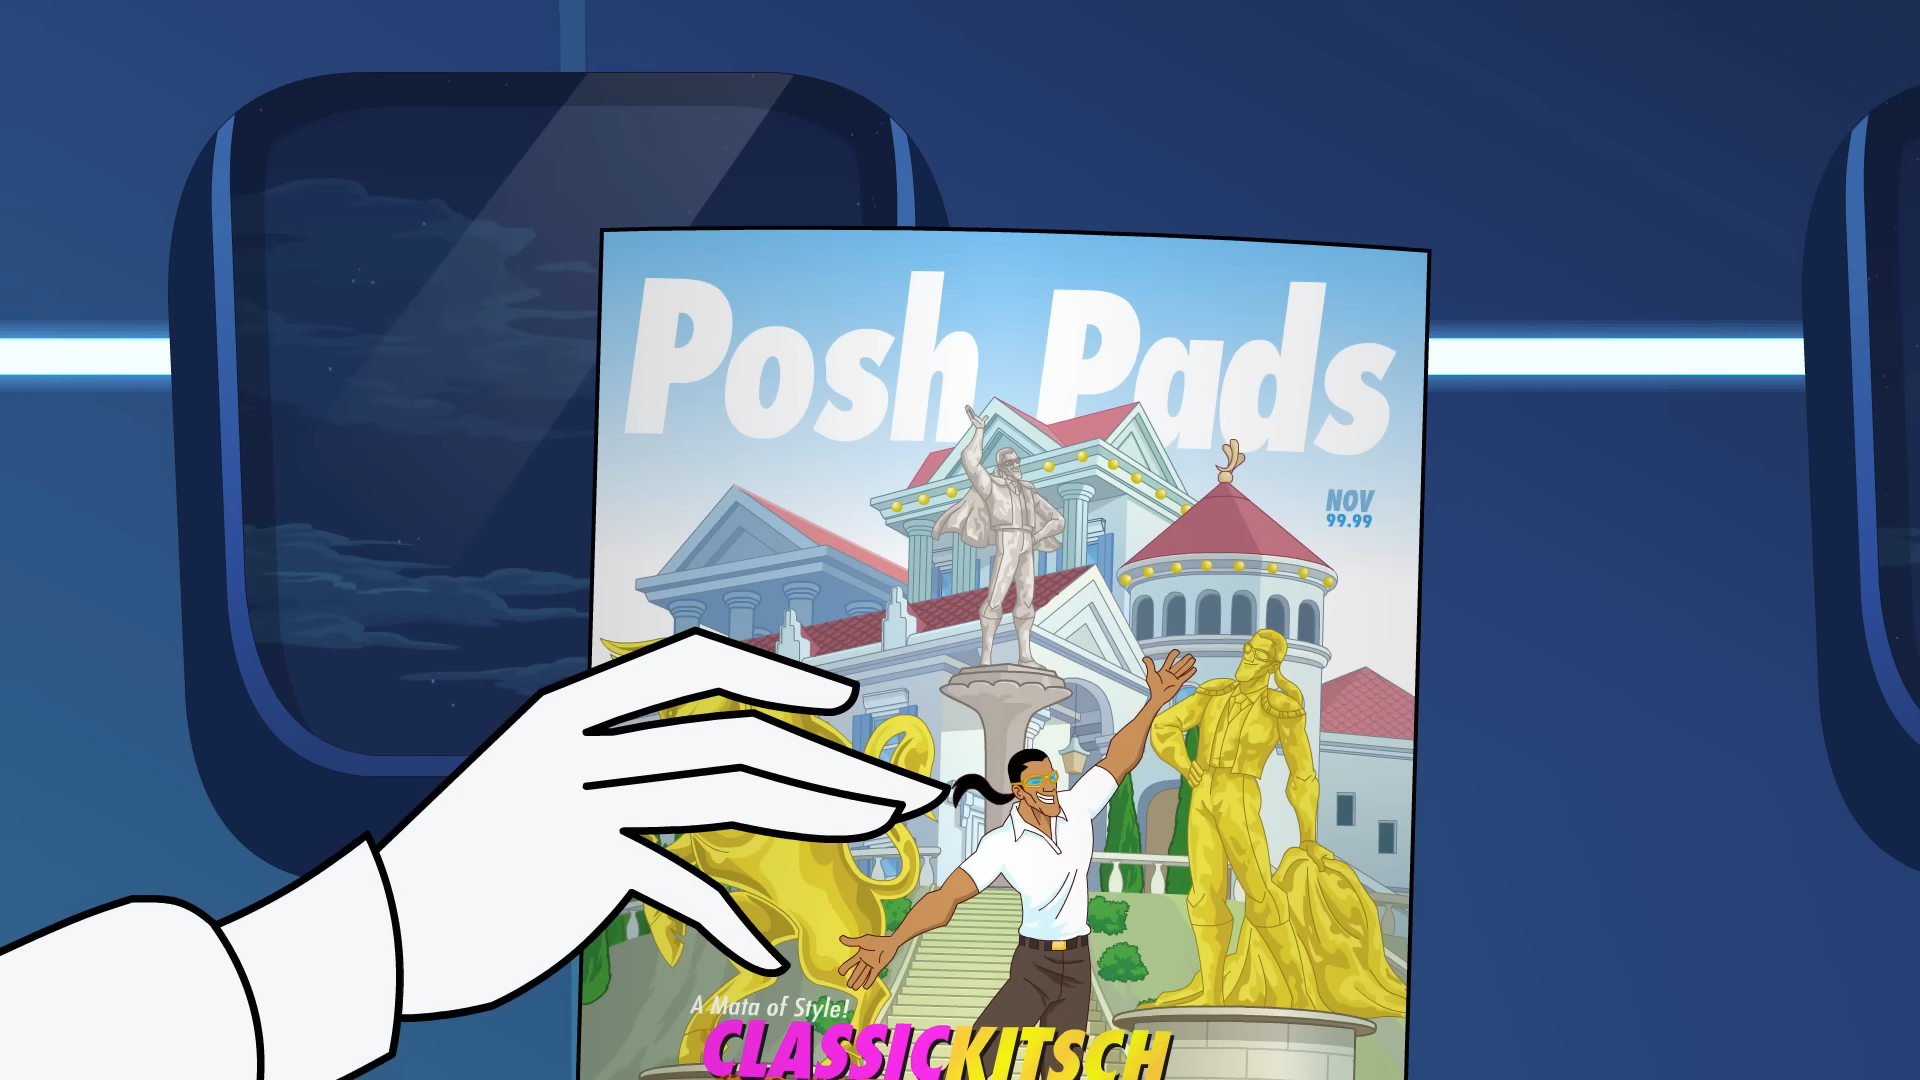 Posh Pads
NOV
99.99
A Mata of Style!
CLASSICKITSCH